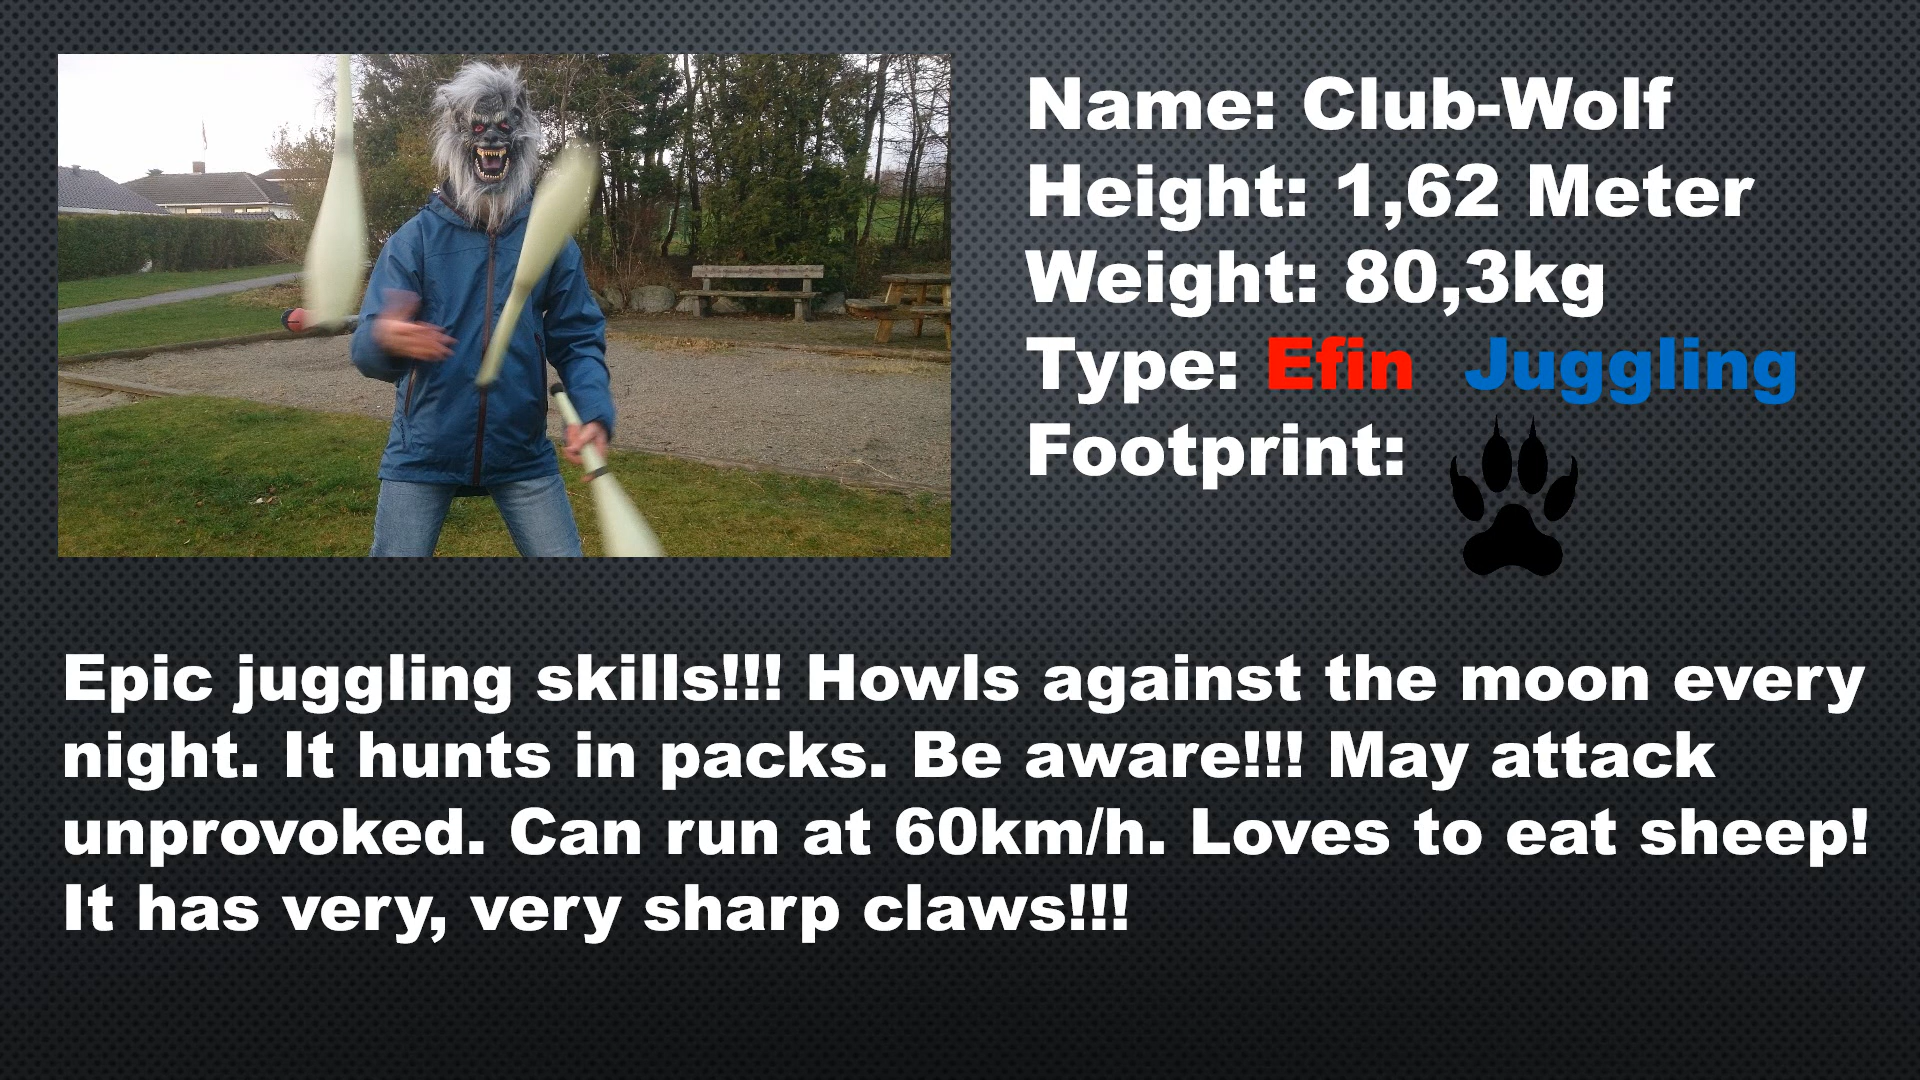 Name: Club-Wolf
Height: 1,62 Meter
Weight: 80,3kg
Type: Efin Juggling
Footprint:
Epic juggling skills!!! Howls against the moon every
night. It hunts in packs. Be aware!!! May attack
unprovoked. Can run at 60km/h. Loves to eat sheep!
It has very, very sharp claws!!!